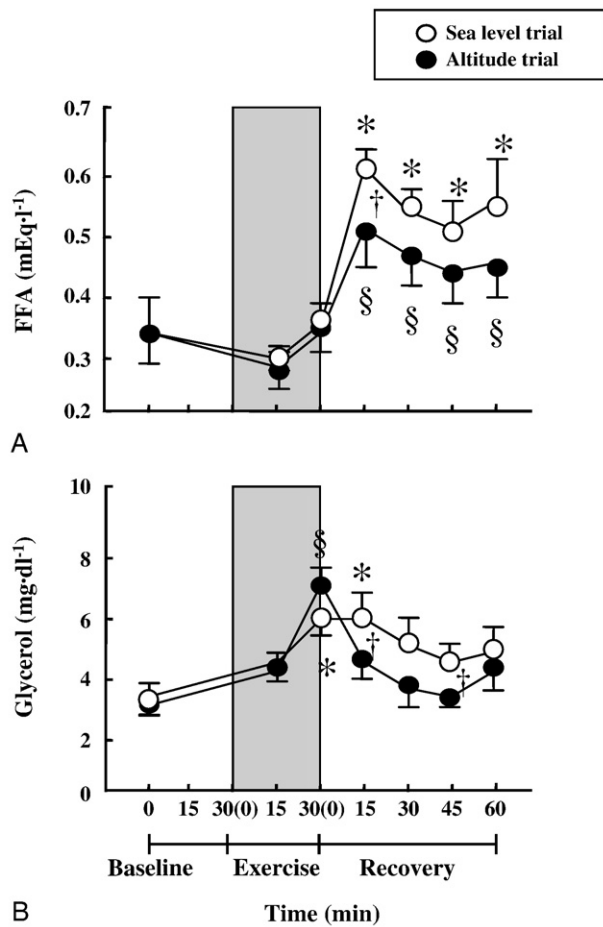 Sea level trial
Altitude trial
0.7
0.6
0.5
0.4
0.3
0.2
FFA (mEq·l⁻¹)
* * * *
†
§ § § §
A
10
8
6
4
2
0
Glycerol (mg·dl⁻¹)
§ *
* † †
0 15 30(0) 15 30(0) 15 30 45 60
Baseline Exercise Recovery
B Time (min)